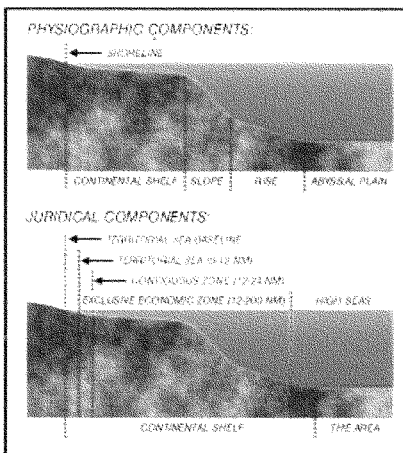 PHYSIOGRAPHIC COMPONENTS:
SHORELINE
CONTINENTAL SHELF SLOPE RISE ABYSSAL PLAIN
JURIDICAL COMPONENTS:
TERRITORIAL SEA BASELINE
TERRITORIAL SEA (0-12 NM)
CONTIGUOUS ZONE (12-24 NM)
EXCLUSIVE ECONOMIC ZONE (12-200 NM) HIGH SEAS
CONTINENTAL SHELF THE AREA